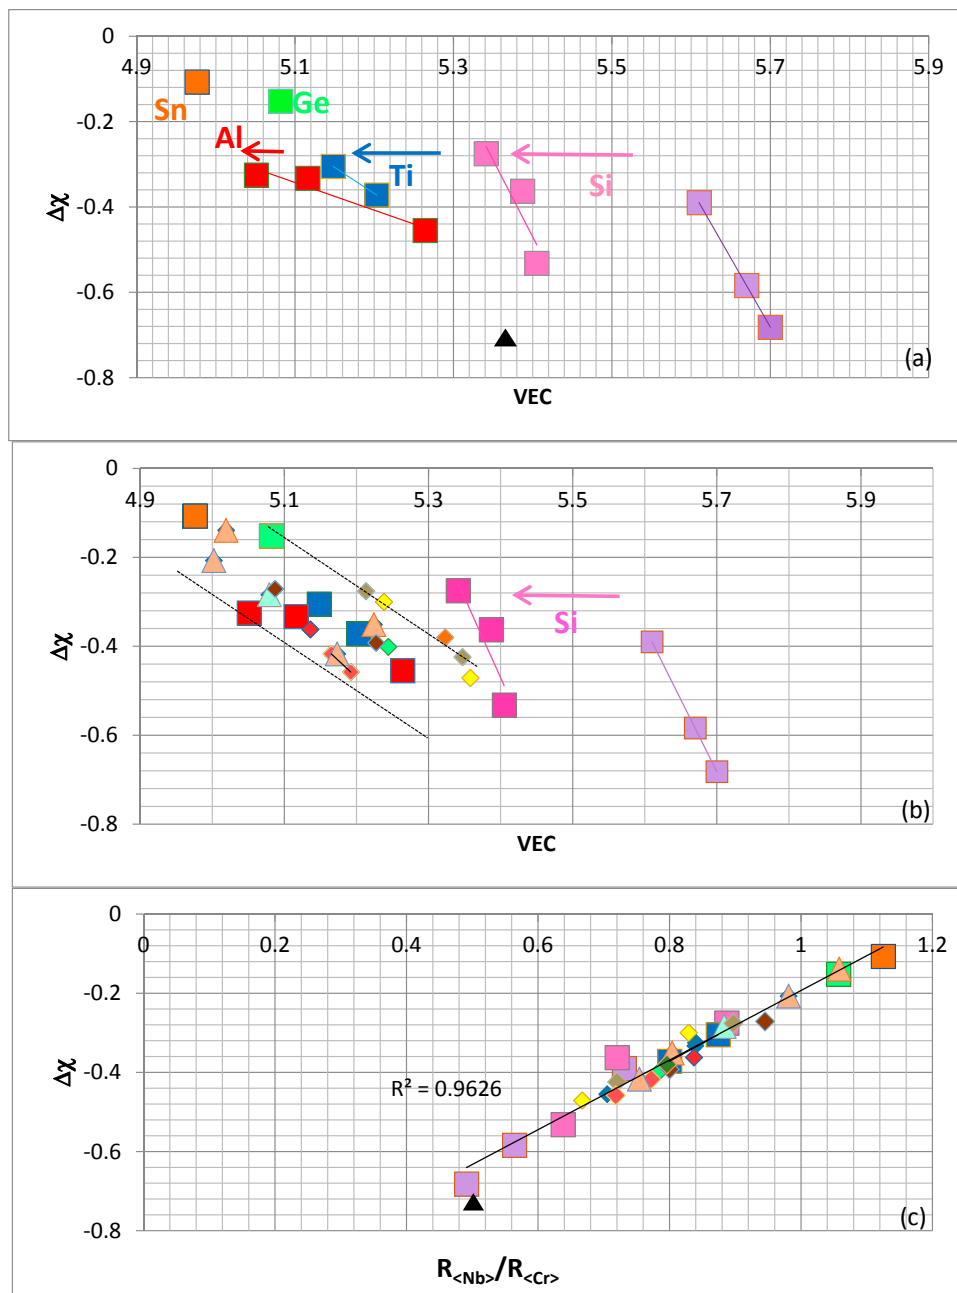 0
4.9 5.1 5.3 5.5 5.7 5.9
Sn Ge
-0.2
Al
Ti Si
-0.4
Δχ
-0.6
-0.8
(a)
VEC
0
4.9 5.1 5.3 5.5 5.7 5.9
-0.2
Si
-0.4
Δχ
-0.6
-0.8
(b)
VEC
0
0 0.2 0.4 0.6 0.8 1 1.2
-0.2
-0.4
R² = 0.9626
Δχ
-0.6
-0.8
(c)
R<Nb>/R<Cr>